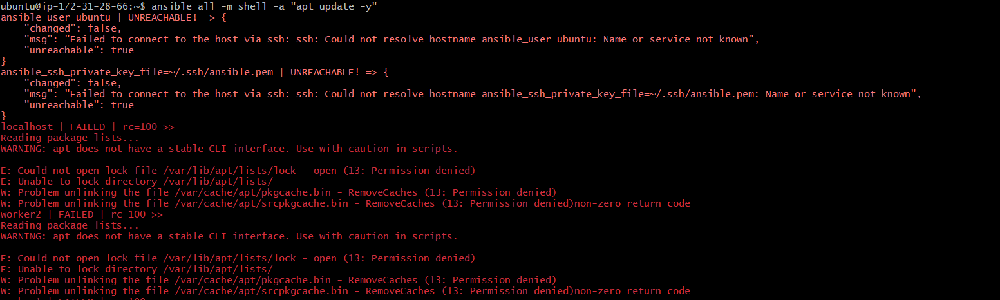 ubuntu@ip-172-31-28-66:~$ ansible all -m shell -a "apt update -y"
ansible_user=ubuntu | UNREACHABLE! => {
    "changed": false,
    "msg": "Failed to connect to the host via ssh: ssh: Could not resolve hostname ansible_user=ubuntu: Name or service not known",
    "unreachable": true
}
ansible_ssh_private_key_file=~/.ssh/ansible.pem | UNREACHABLE! => {
    "changed": false,
    "msg": "Failed to connect to the host via ssh: ssh: Could not resolve hostname ansible_ssh_private_key_file=~/.ssh/ansible.pem: Name or service not known",
    "unreachable": true
}
localhost | FAILED | rc=100 >>
Reading package lists...
WARNING: apt does not have a stable CLI interface. Use with caution in scripts.

E: Could not open lock file /var/lib/apt/lists/lock - open (13: Permission denied)
E: Unable to lock directory /var/lib/apt/lists/
W: Problem unlinking the file /var/cache/apt/pkgcache.bin - RemoveCaches (13: Permission denied)
W: Problem unlinking the file /var/cache/apt/srcpkgcache.bin - RemoveCaches (13: Permission denied)non-zero return code
worker2 | FAILED | rc=100 >>
Reading package lists...
WARNING: apt does not have a stable CLI interface. Use with caution in scripts.

E: Could not open lock file /var/lib/apt/lists/lock - open (13: Permission denied)
E: Unable to lock directory /var/lib/apt/lists/
W: Problem unlinking the file /var/cache/apt/pkgcache.bin - RemoveCaches (13: Permission denied)
W: Problem unlinking the file /var/cache/apt/srcpkgcache.bin - RemoveCaches (13: Permission denied)non-zero return code